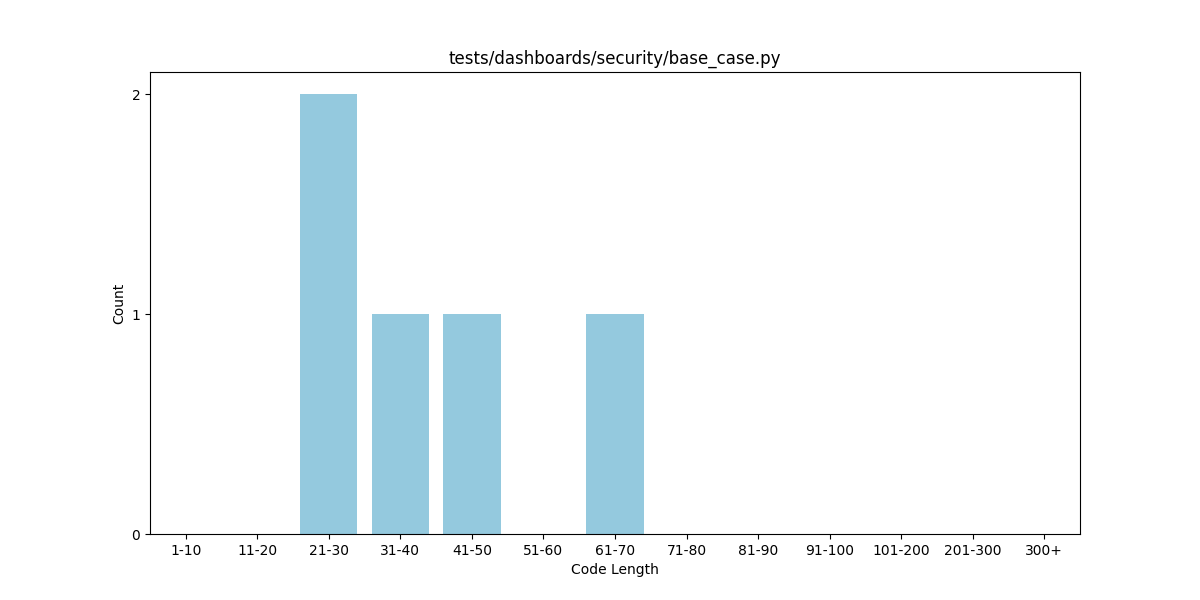 tests/dashboards/security/base_case.py
2
1
0
Count
1-10 11-20 21-30 31-40 41-50 51-60 61-70 71-80 81-90 91-100 101-200 201-300 300+
Code Length